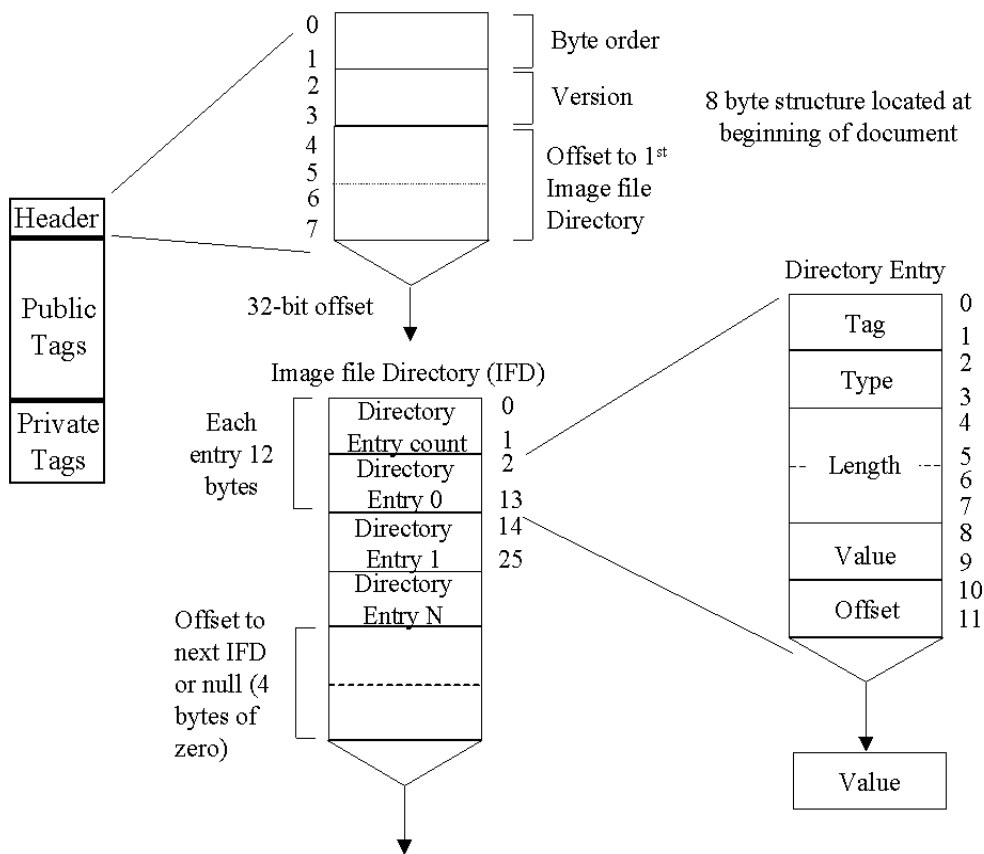 0
1
2
3
4
5
6
7
Byte order
Version
Offset to 1st
Image file
Directory
8 byte structure located at
beginning of document
Header
Public
Tags
Private
Tags
32-bit offset
Image file Directory (IFD)
Each
entry 12
bytes
Directory
Entry count
Directory
Entry 0
Directory
Entry 1
Directory
Entry N
0
1
2
13
14
25
Offset to
next IFD
or null (4
bytes of
zero)
Directory Entry
Tag
Type
Length
Value
Offset
0
1
2
3
4
5
6
7
8
9
10
11
Value